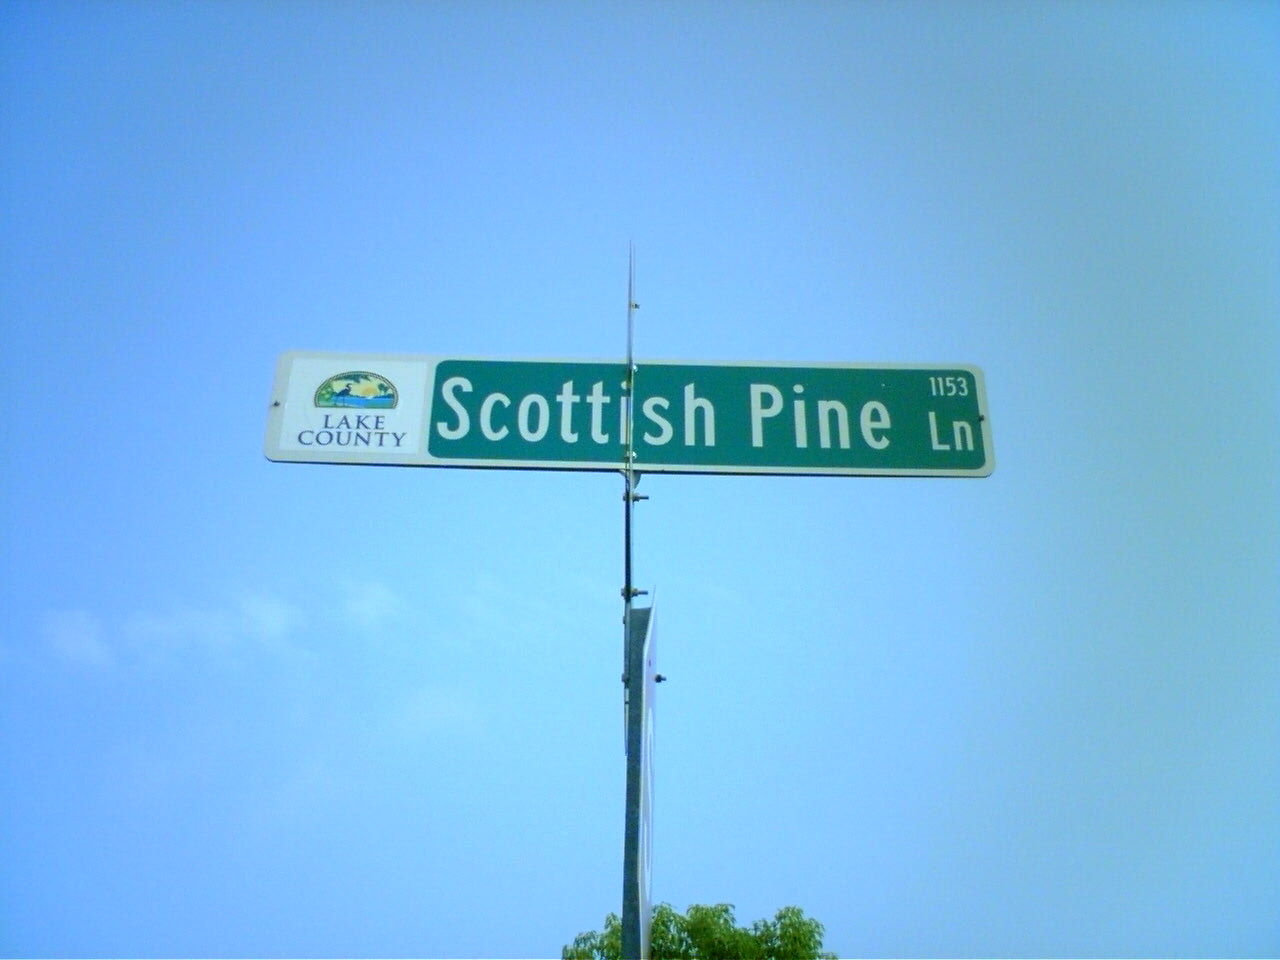 LAKE
COUNTY
Scottish Pine
1153
Ln